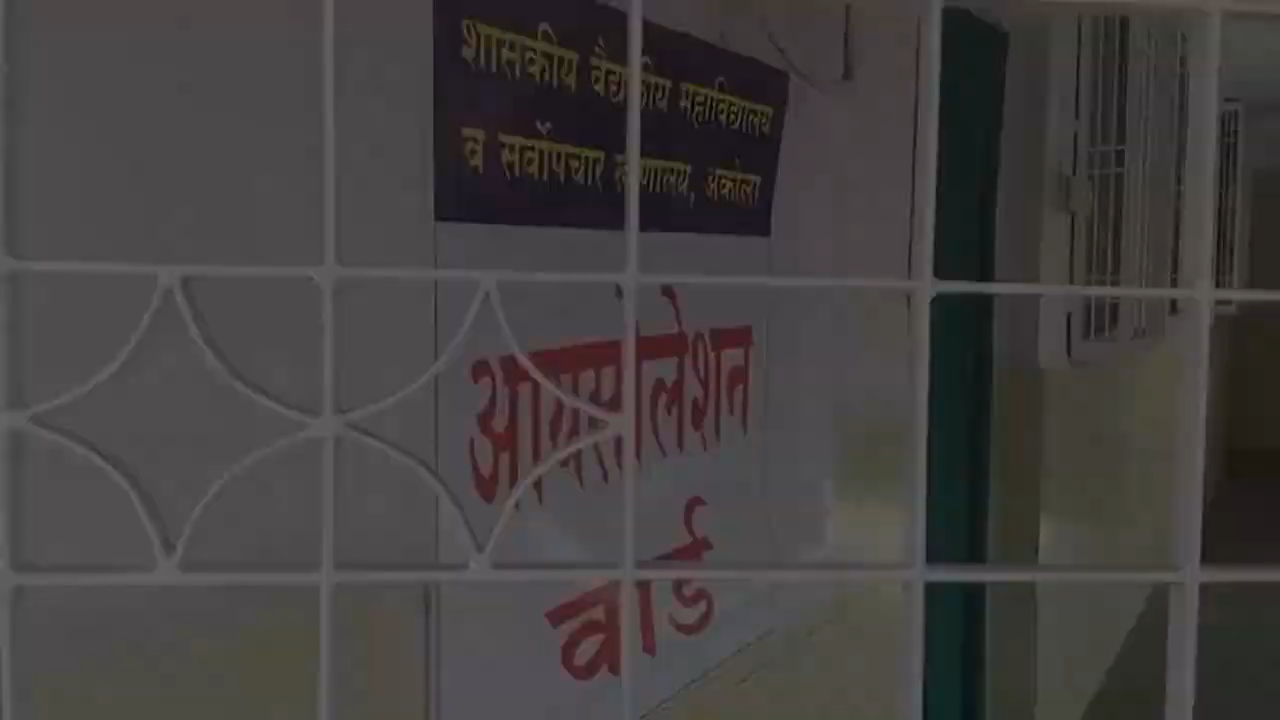 शासकीय वैद्यकीय महाविद्यालय
व सर्वोपचार रुग्णालय, अकोला
आयसोलेशन
वार्ड